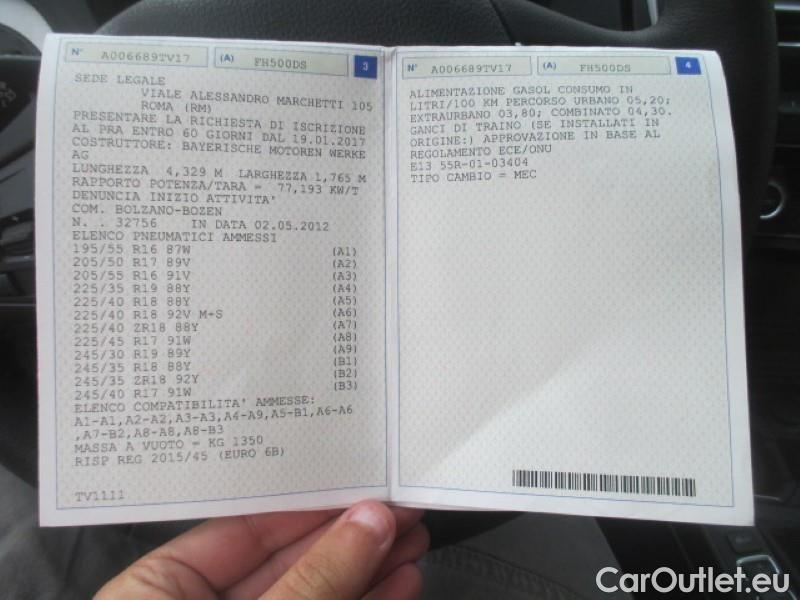 N° A006689TV17 (A) FH500DS 3
SEDE LEGALE
VIALE ALESSANDRO MARCHETTI 105
ROMA (RM)
PRESENTARE LA RICHIESTA DI ISCRIZIONE
AL PRA ENTRO 60 GIORNI DAL 19.01.2017
COSTRUTTORE: BAYERISCHE MOTOREN WERKE
AG
LUNGHEZZA 4,329 M LARGHEZZA 1,765 M
RAPPORTO POTENZA/TARA = 77,193 KW/T
DENUNCIA INIZIO ATTIVITA'
COM. BOLZANO-BOZEN
N. . 32756 IN DATA 02.05.2012
ELENCO PNEUMATICI AMMESSI
195/55 R16 87W (A1)
205/50 R17 89V (A2)
205/55 R16 91V (A3)
225/35 R19 88Y (A4)
225/40 R18 88Y (A5)
225/40 R18 92V M+S (A6)
225/40 ZR18 88Y (A7)
225/45 R17 91W (A8)
245/30 R19 89Y (A9)
245/35 R18 88Y (B1)
245/35 ZR18 92Y (B2)
245/40 R17 91W (B3)
ELENCO COMPATIBILITA' AMMESSE:
A1-A1,A2-A2,A3-A3,A4-A9,A5-B1,A6-A6
,A7-B2,A8-A8,A8-B3
MASSA A VUOTO = KG 1350
RISP REG 2015/45 (EURO 6B)
TV1111
N° A006689TV17 (A) FH500DS 4
ALIMENTAZIONE GASOL CONSUMO IN
LITRI/100 KM PERCORSO URBANO 05,20;
EXTRAURBANO 03,80; COMBINATO 04,30.
GANCI DI TRAINO (SE INSTALLATI IN
ORIGINE:) APPROVAZIONE IN BASE AL
REGOLAMENTO ECE/ONU
E13 55R-01-03404
TIPO CAMBIO = MEC
CarOutlet.eu